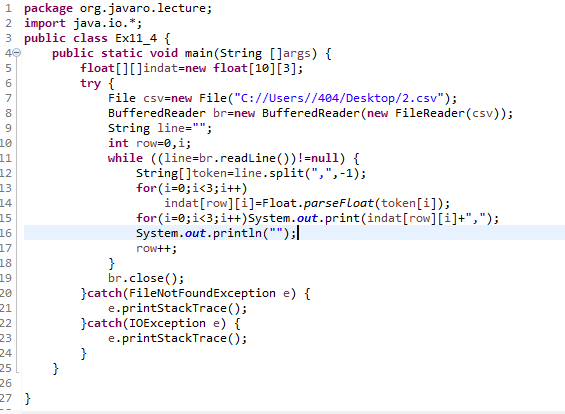 1 package org.javaro.lecture;
2 import java.io.*;
3 public class Ex11_4 {
4 public static void main(String []args) {
5 float[][]indat=new float[10][3];
6 try {
7 File csv=new File("C://Users//404/Desktop/2.csv");
8 BufferedReader br=new BufferedReader(new FileReader(csv));
9 String line="";
10 int row=0,i;
11 while ((line=br.readLine())!=null) {
12 String[]token=line.split(",",-1);
13 for(i=0;i<3;i++)
14 indat[row][i]=Float.parseFloat(token[i]);
15 for(i=0;i<3;i++)System.out.print(indat[row][i]+",");
16 System.out.println("");
17 row++;
18 }
19 br.close();
20 }catch(FileNotFoundException e) {
21 e.printStackTrace();
22 }catch(IOException e) {
23 e.printStackTrace();
24 }
25 }
26
27 }